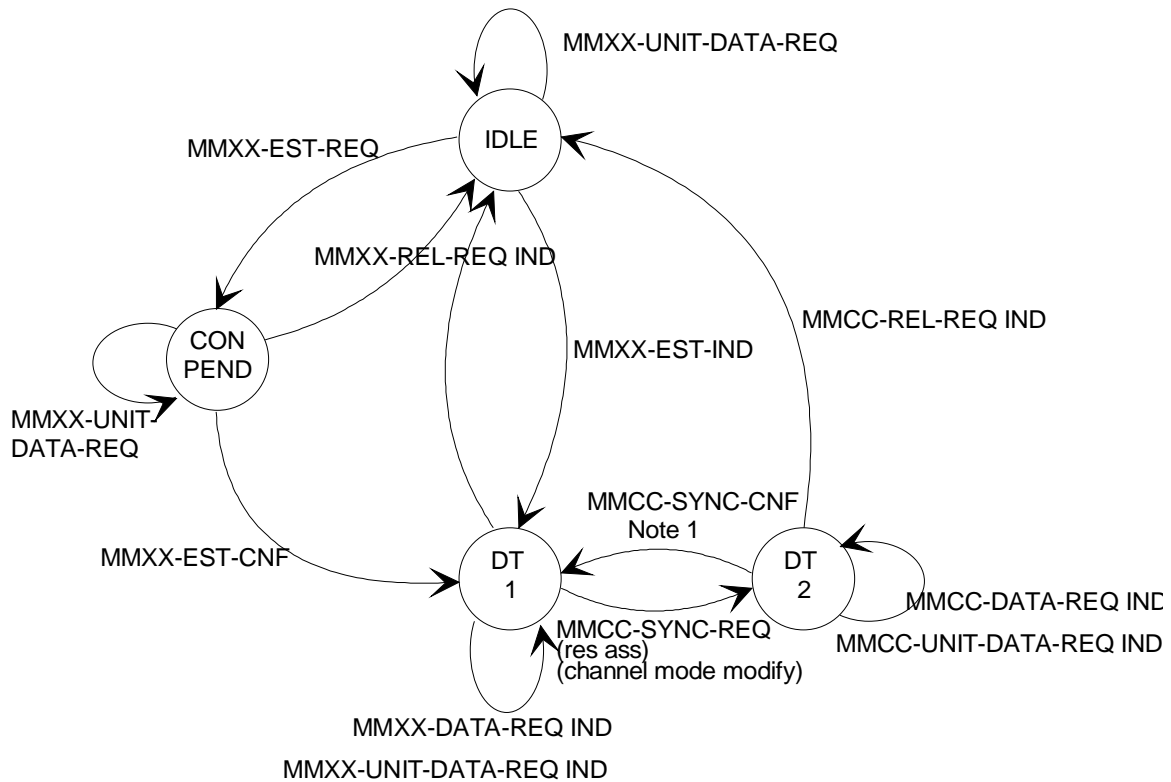 MMXX-UNIT-DATA-REQ
IDLE
MMXX-EST-REQ
MMXX-REL-REQ IND
MMCC-REL-REQ IND
CON
PEND
MMXX-EST-IND
MMXX-UNIT-
DATA-REQ
MMCC-SYNC-CNF
Note 1
MMXX-EST-CNF
DT
1
DT
2
MMCC-DATA-REQ IND
MMCC-SYNC-REQ
(res ass)
(channel mode modify)
MMCC-UNIT-DATA-REQ IND
MMXX-DATA-REQ IND
MMXX-UNIT-DATA-REQ IND